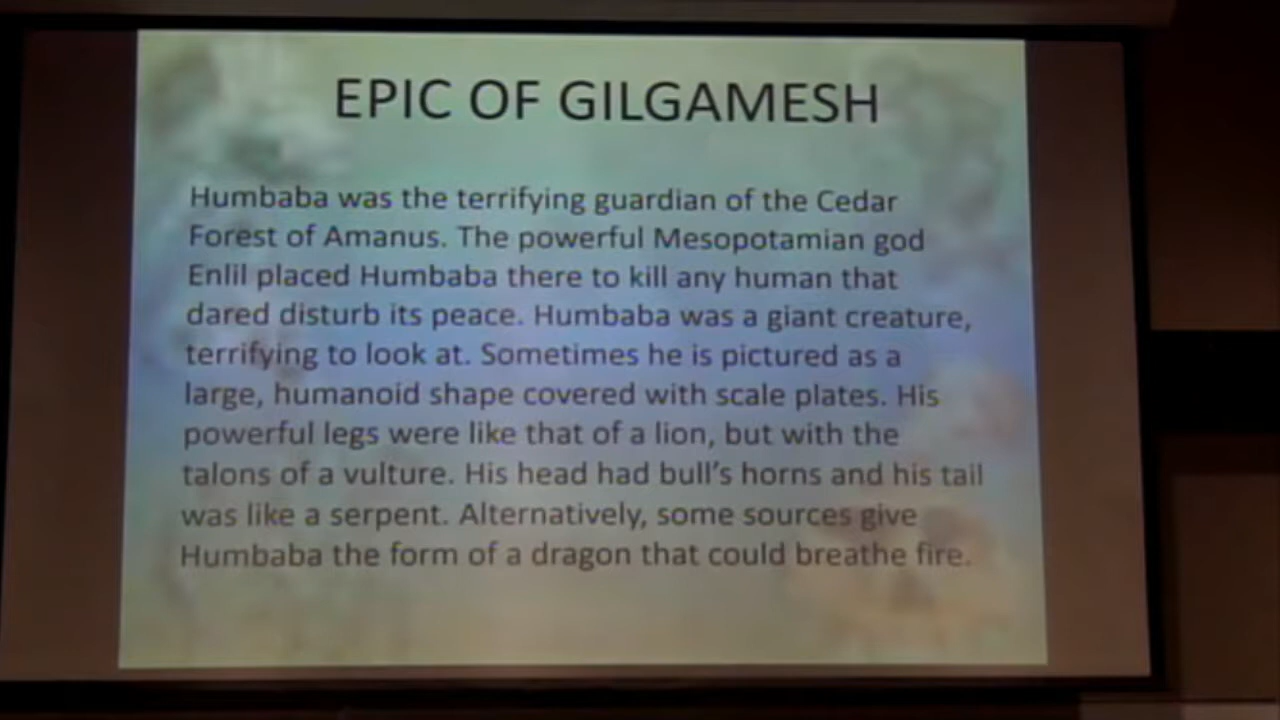 EPIC OF GILGAMESH
Humbaba was the terrifying guardian of the Cedar
Forest of Amanus. The powerful Mesopotamian god
Enlil placed Humbaba there to kill any human that
dared disturb its peace. Humbaba was a giant creature,
terrifying to look at. Sometimes he is pictured as a
large, humanoid shape covered with scale plates. His
powerful legs were like that of a lion, but with the
talons of a vulture. His head had bull’s horns and his tail
was like a serpent. Alternatively, some sources give
Humbaba the form of a dragon that could breathe fire.